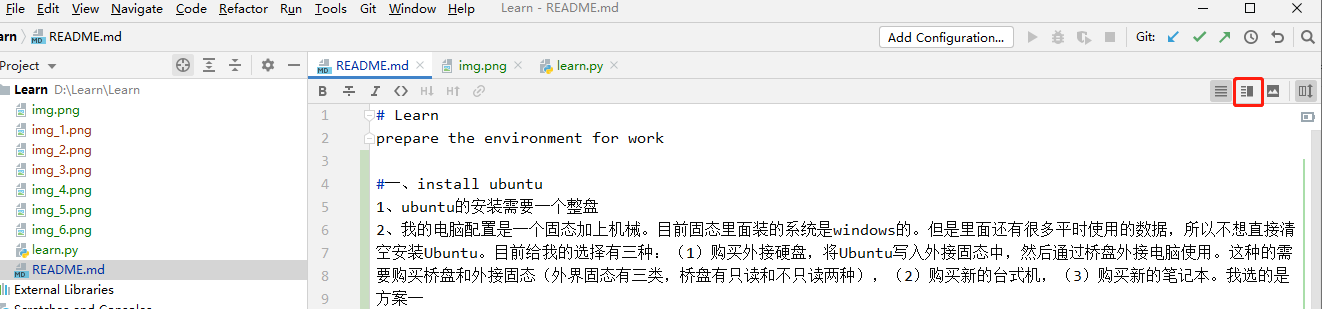 File Edit View Navigate Code Refactor Run Tools Git Window Help Learn - README.md
arn README.md Add Configuration... Git:
Project README.md img.png learn.py
Learn D:\Learn\Learn
B I H↓ H↑
img.png
img_1.png
img_2.png
img_3.png
img_4.png
img_5.png
img_6.png
learn.py
README.md
External Libraries
Scratches and Consoles
1 # Learn
2 prepare the environment for work
3
4 #一、install ubuntu
5 1、ubuntu的安装需要一个整盘
6 2、我的电脑配置是一个固态加上机械。目前固态里面装的系统是windows的。但是里面还有很多平时使用的数据，所以不想直接清
7 空安装Ubuntu。目前给我的选择有三种：（1）购买外接硬盘，将Ubuntu写入外接固态中，然后通过桥盘外接电脑使用。这种的需
8 要购买桥盘和外接固态（外界固态有三类，桥盘有只读和不只读两种），（2）购买新的台式机，（3）购买新的笔记本。我选的是
9 方案一